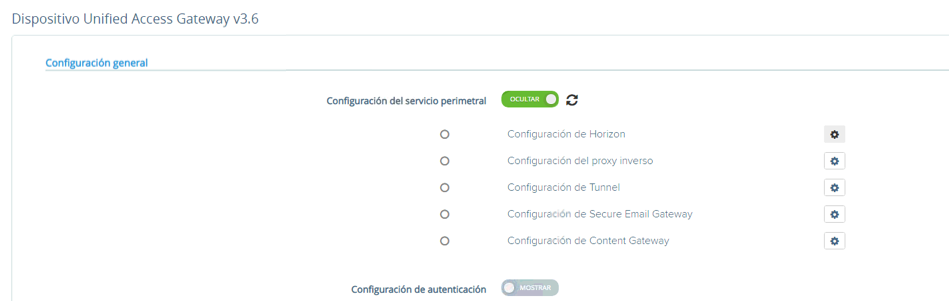 Dispositivo Unified Access Gateway v3.6
Configuración general
Configuración del servicio perimetral OCULTAR
Configuración de Horizon
Configuración del proxy inverso
Configuración de Tunnel
Configuración de Secure Email Gateway
Configuración de Content Gateway
Configuración de autenticación MOSTRAR